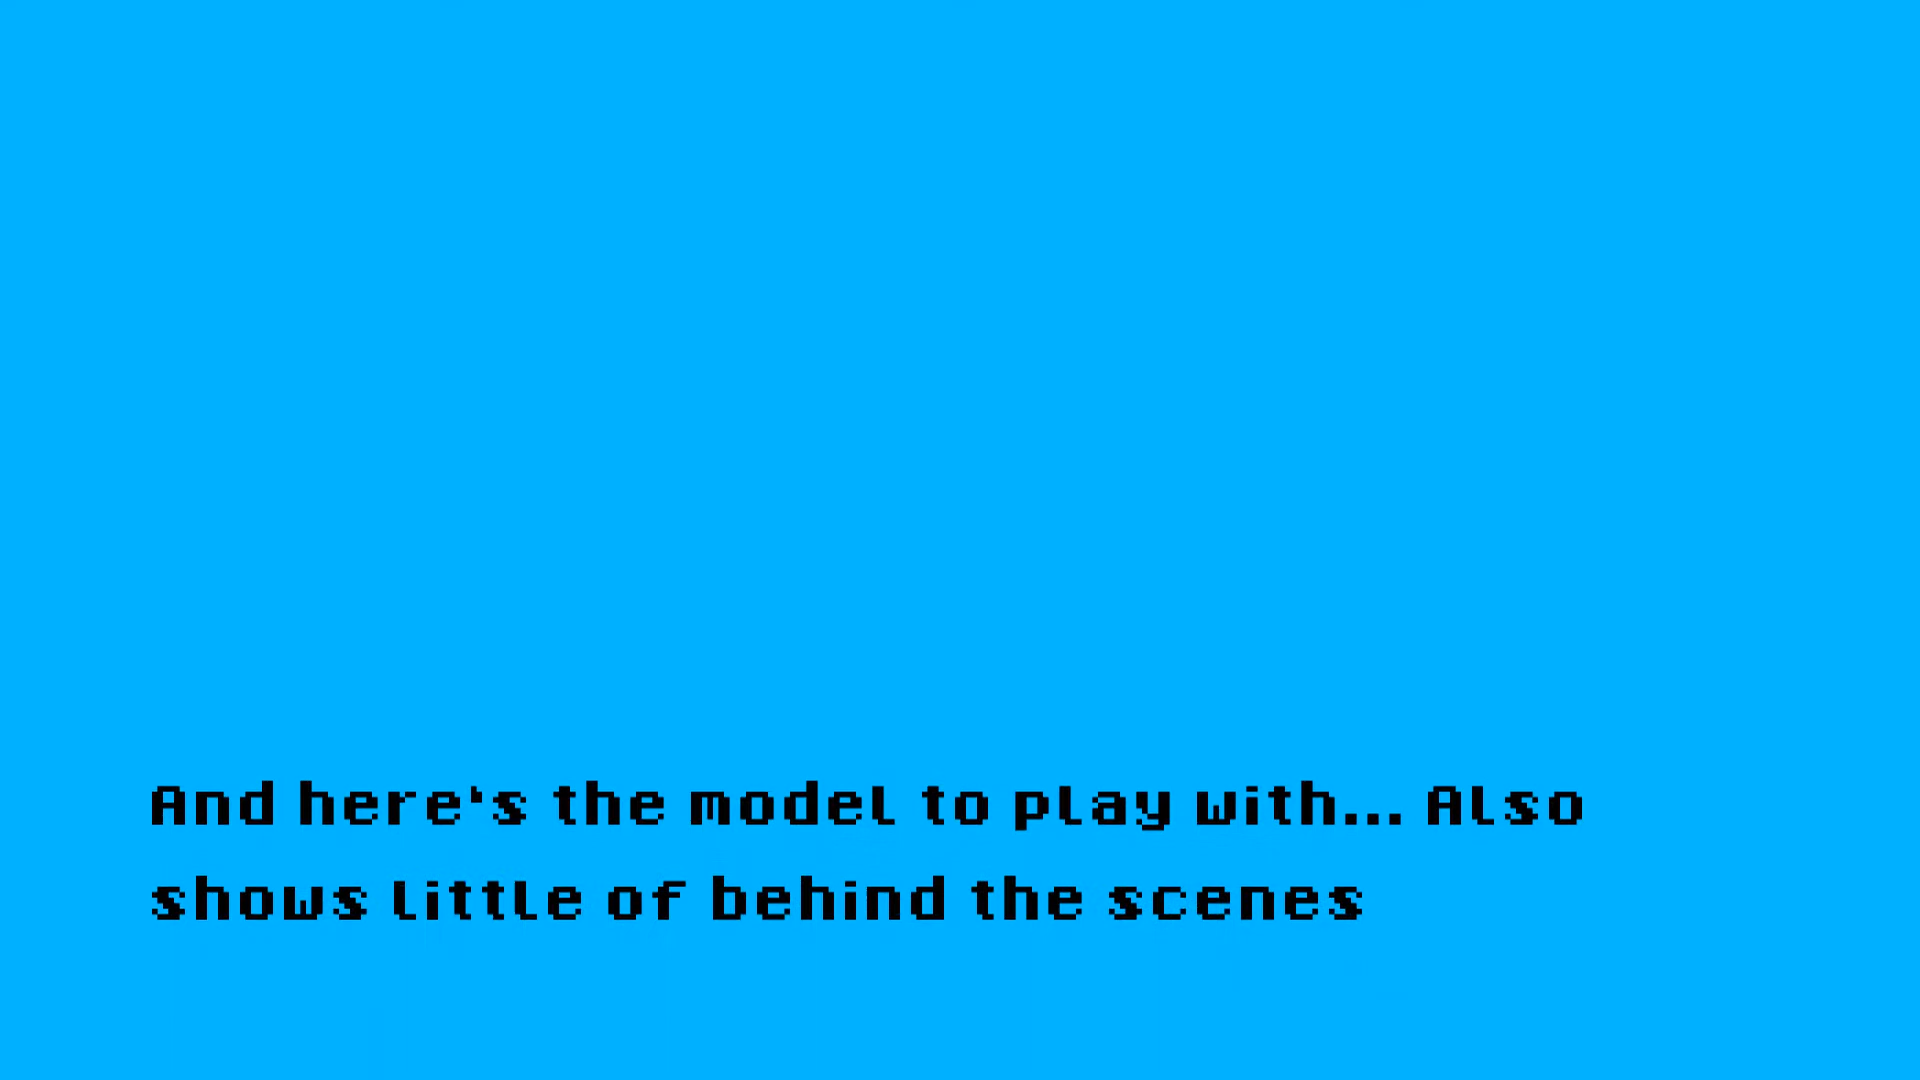 And here's the model to play with... Also
shows little of behind the scenes